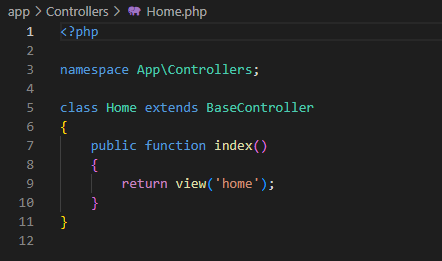 app > Controllers > Home.php
1 <?php
2
3 namespace App\Controllers;
4
5 class Home extends BaseController
6 {
7     public function index()
8     {
9         return view('home');
10     }
11 }
12